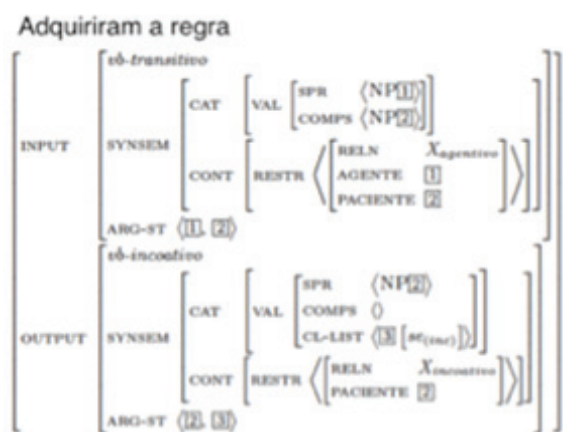 Adquiriram a regra
vb-transitivo
SPR ⟨NP[1]⟩
CAT VAL
COMPS ⟨NP[2]⟩
INPUT SYNSEM RELN X agentivo
CONT RESTR ⟨ AGENTE [1] ⟩
PACIENTE [2]
ARG-ST ⟨[1], [2]⟩
vb-incoativo
SPR ⟨NP[2]⟩
CAT VAL COMPS ⟨⟩
OUTPUT SYNSEM CL-LIST ⟨[3] [se(inc)]⟩
CONT RESTR ⟨ RELN X incoativo ⟩
PACIENTE [2]
ARG-ST ⟨[2], [3]⟩